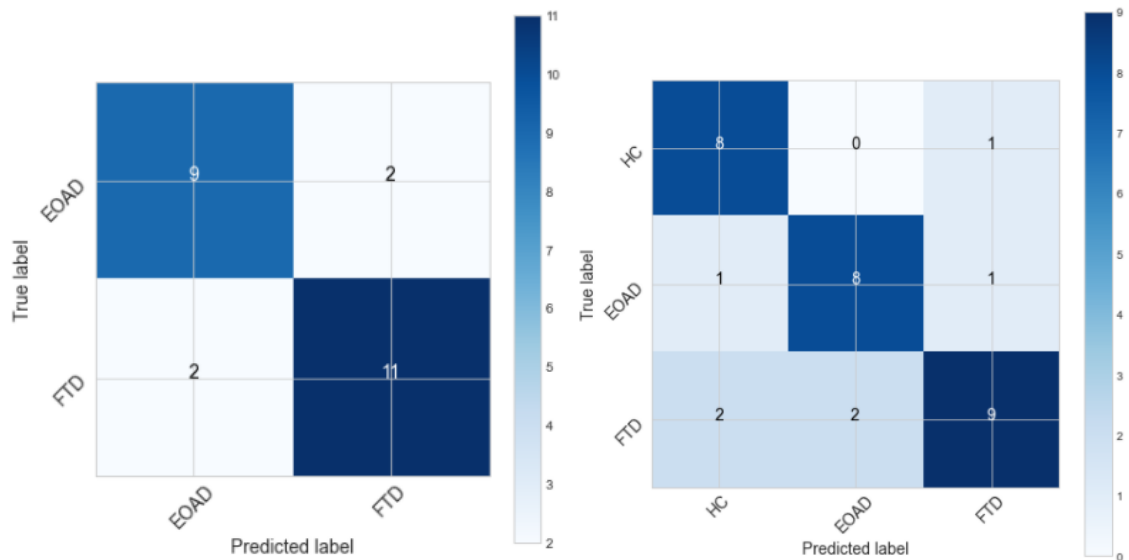 11
10
9
8
7
6
5
4
3
2
EOAD
FTD
True label
9 2
2 11
EOAD FTD
Predicted label
9
8
7
6
5
4
3
2
1
0
HC
EOAD
FTD
True label
8 0 1
1 8 1
2 2 9
HC EOAD FTD
Predicted label